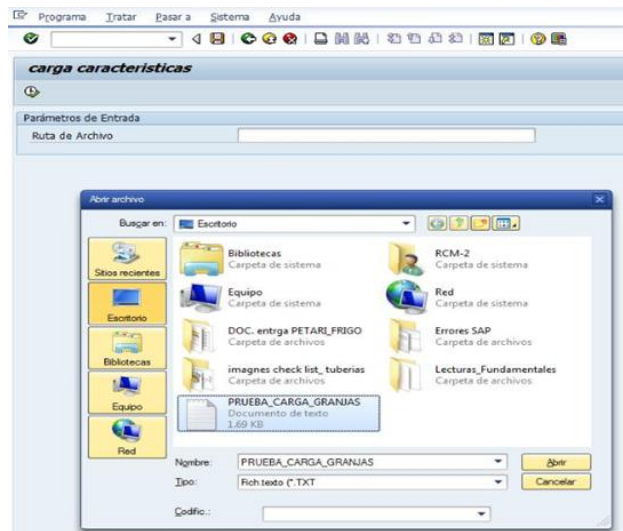 Programa Tratar Pasar a Sistema Ayuda
carga caracteristicas
Parámetros de Entrada
Ruta de Archivo
Abrir archivo
Buscar en: Escritorio
Sitios recientes
Escritorio
Bibliotecas
Equipo
Red
Bibliotecas
Carpeta de sistema
RCM-2
Carpeta de sistema
Equipo
Carpeta de sistema
Red
Carpeta de sistema
DOC. entrga PETARI_FRIGO
Carpeta de archivos
Errores SAP
Carpeta de archivos
imagnes check list_ tuberias
Carpeta de archivos
Lecturas_Fundamentales
Carpeta de archivos
PRUEBA_CARGA_GRANJAS
Documento de texto
1.69 KB
Nombre: PRUEBA_CARGA_GRANJAS Abrir
Tipo: Fich.texto (*.TXT Cancelar
Codific.: